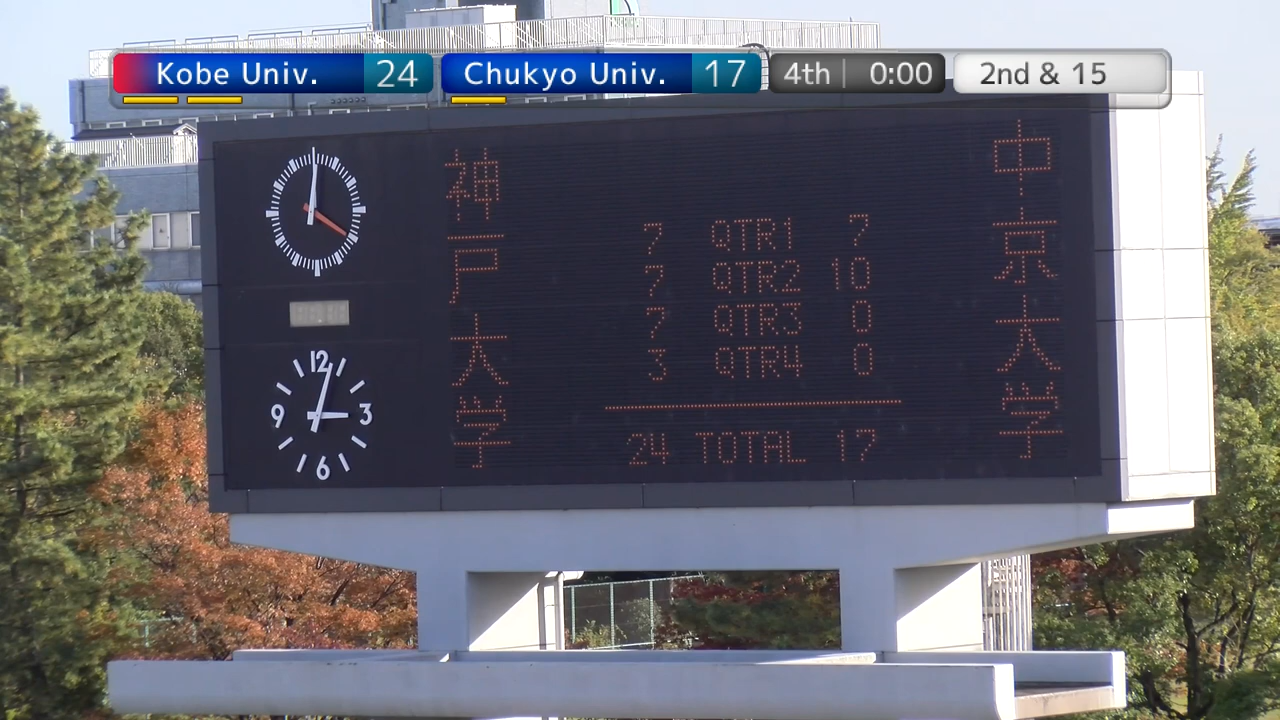 Kobe Univ. 24 Chukyo Univ. 17 4th 0:00 2nd & 15
神戸大学
中京大学
7 QTR1 7
7 QTR2 10
7 QTR3 0
3 QTR4 0
24 TOTAL 17
12
9 3
6